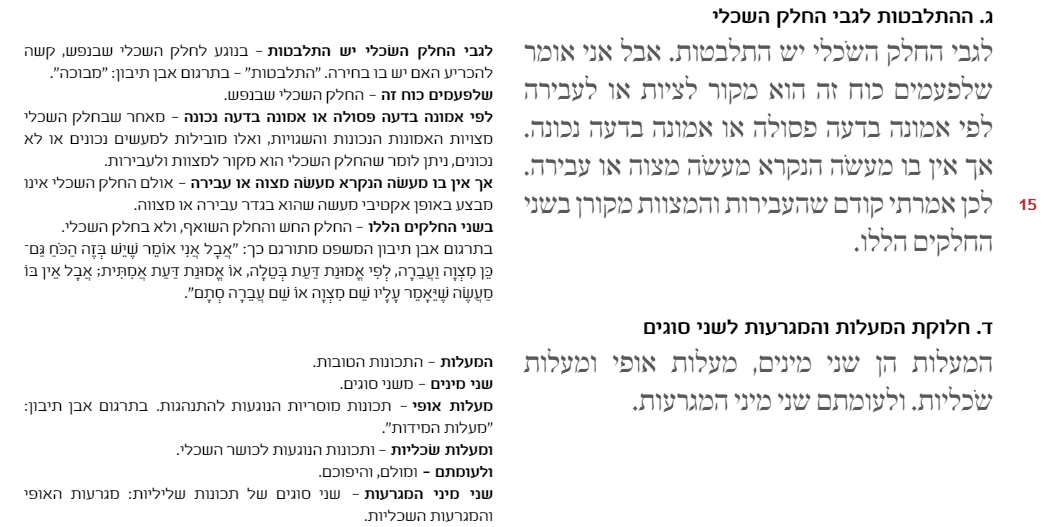 ג. ההתלבטות לגבי החלק השכלי
לגבי החלק השׂכלי יש התלבטות. אבל אני אומר
שלפעמים כוח זה הוא מקור לציות או לעבירה
לפי אמונה בדעה פסולה או אמונה בדעה נכונה.
אך אין בו מעשׂה הנקרא מעשׂה מצוה או עבירה.
15 לכן אמרתי קודם שהעבירות והמצוות מקורן בשני
החלקים הללו.
לגבי החלק השׂכלי יש התלבטות – בנוגע לחלק השכלי שבנפש, קשה
להכריע האם יש בו בחירה. "התלבטות" – בתרגום אבן תיבון: "מבוכה".
שלפעמים כוח זה – החלק השכלי שבנפש.
לפי אמונה בדעה פסולה או אמונה בדעה נכונה – מאחר שבחלק השכלי
מצויות האמונות הנכונות והשגויות, ואלו מובילות למעשים נכונים או לא
נכונים, ניתן לומר שהחלק השכלי הוא מקור למצוות ולעבירות.
אך אין בו מעשׂה הנקרא מעשׂה מצוה או עבירה – אולם החלק השכלי אינו
מבצע באופן אקטיבי מעשה שהוא בגדר עבירה או מצווה.
בשני החלקים הללו – החלק החש והחלק השואף, ולא בחלק השכלי.
בתרגום אבן תיבון המשפט מתורגם כך: "אֲבָל אֲנִי אוֹמֵר שֶׁיֵּשׁ בְּזֶה הַכֹּחַ גַּם־
כֵּן מִצְוָה וַעֲבֵרָה, לְפִי אֱמוּנַת דַּעַת בְּטֵלָה, אוֹ אֱמוּנַת דַּעַת אֲמִתִּית; אֲבָל אֵין בּוֹ
מַעֲשֶׂה שֶׁיֵּאָמֵר עָלָיו שֵׁם מִצְוָה אוֹ שֵׁם עֲבֵרָה סְתָם".
ד. חלוקת המעלות והמגרעות לשני סוגים
המעלות הן שני מינים, מעלות אופי ומעלות
שׂכליות. ולעומתם שני מיני המגרעות.
המעלות – התכונות הטובות.
שני מינים – משני סוגים.
מעלות אופי – תכונות מוסריות הנוגעות להתנהגות. בתרגום אבן תיבון:
"מעלות המידות".
ומעלות שׂכליות – ותכונות הנוגעות לכושר השכלי.
ולעומתם – ומולם, והיפוכם.
שני מיני המגרעות – שני סוגים של תכונות שליליות: מגרעות האופי
והמגרעות השכליות.